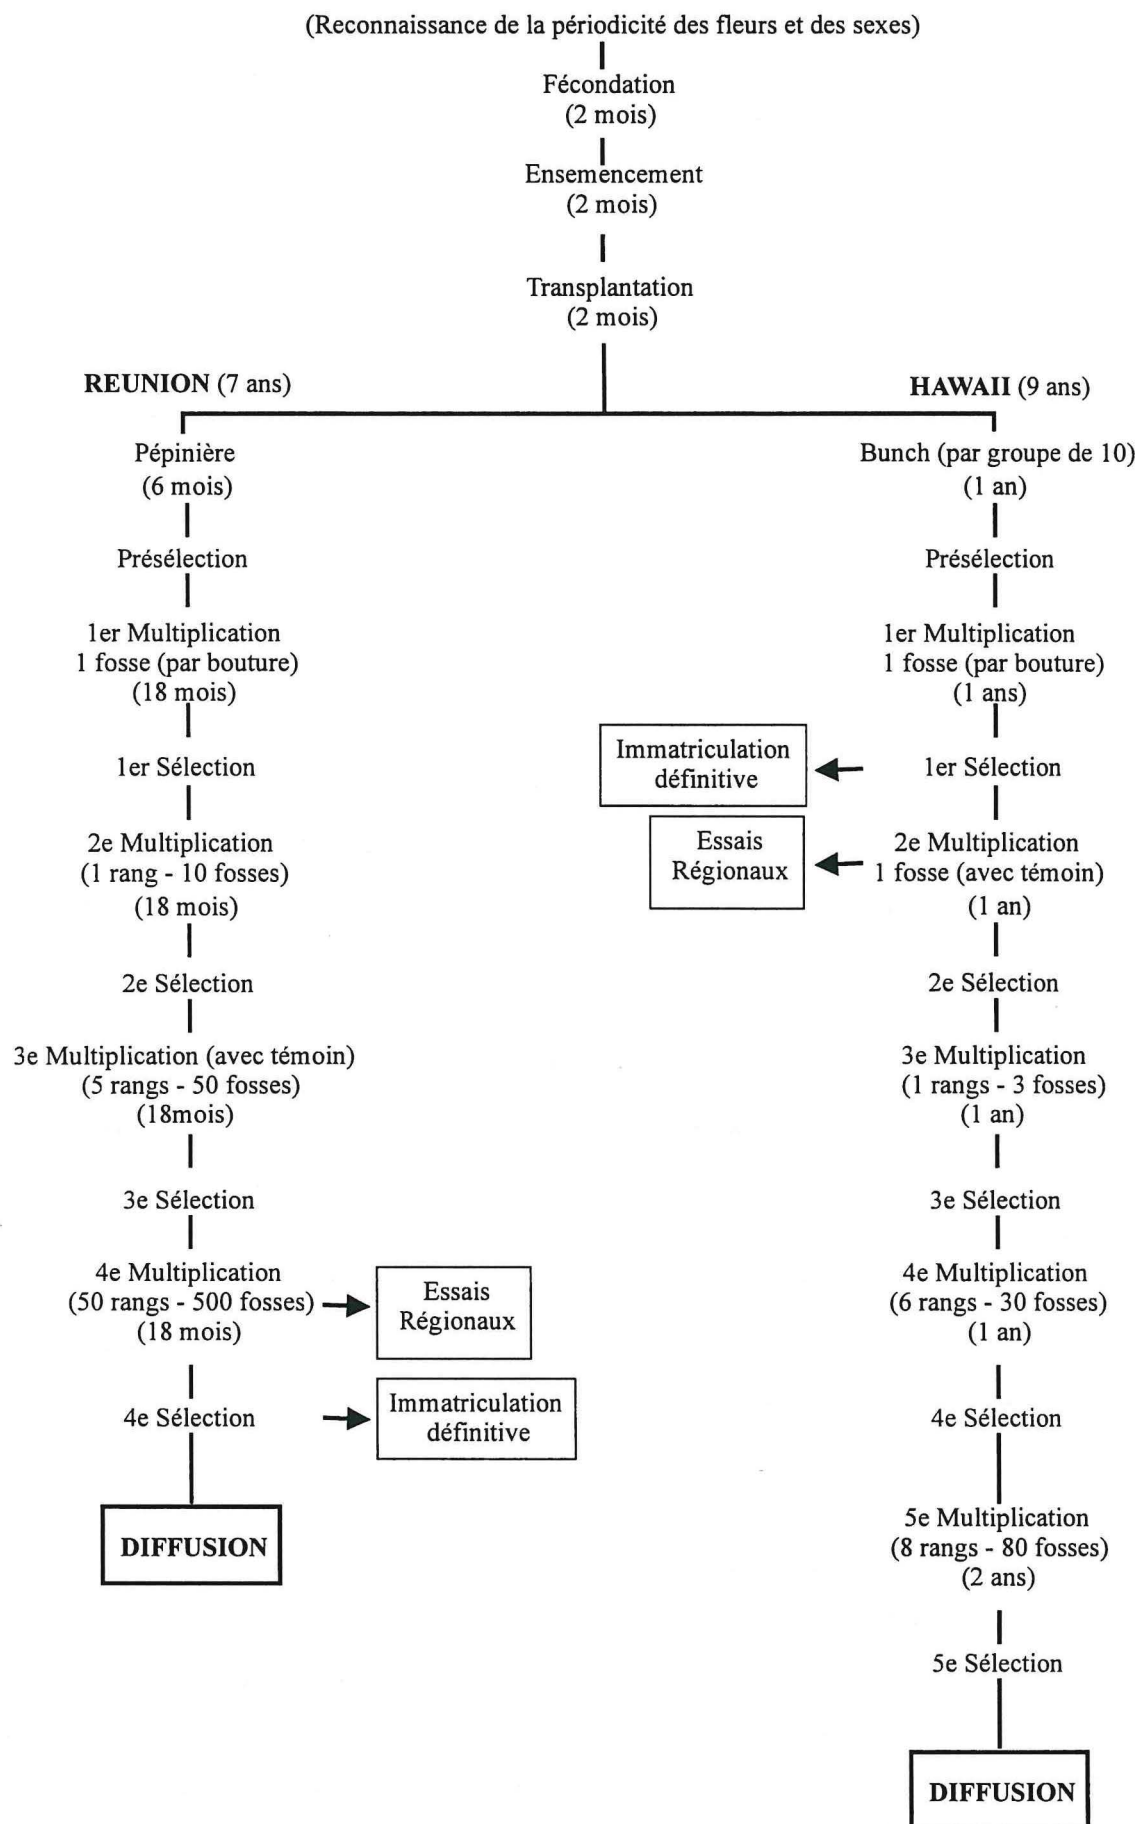 (Reconnaissance de la périodicité des fleurs et des sexes)
Fécondation
(2 mois)
Ensemencement
(2 mois)
Transplantation
(2 mois)
REUNION (7 ans)
Pépinière
(6 mois)
Présélection
1er Multiplication
1 fosse (par bouture)
(18 mois)
1er Sélection
2e Multiplication
(1 rang - 10 fosses)
(18 mois)
2e Sélection
3e Multiplication (avec témoin)
(5 rangs - 50 fosses)
(18mois)
3e Sélection
4e Multiplication
(50 rangs - 500 fosses)
(18 mois)
Essais
Régionaux
4e Sélection
Immatriculation
définitive
DIFFUSION
HAWAII (9 ans)
Bunch (par groupe de 10)
(1 an)
Présélection
1er Multiplication
1 fosse (par bouture)
(1 ans)
1er Sélection
Immatriculation
définitive
2e Multiplication
1 fosse (avec témoin)
(1 an)
Essais
Régionaux
2e Sélection
3e Multiplication
(1 rangs - 3 fosses)
(1 an)
3e Sélection
4e Multiplication
(6 rangs - 30 fosses)
(1 an)
4e Sélection
5e Multiplication
(8 rangs - 80 fosses)
(2 ans)
5e Sélection
DIFFUSION